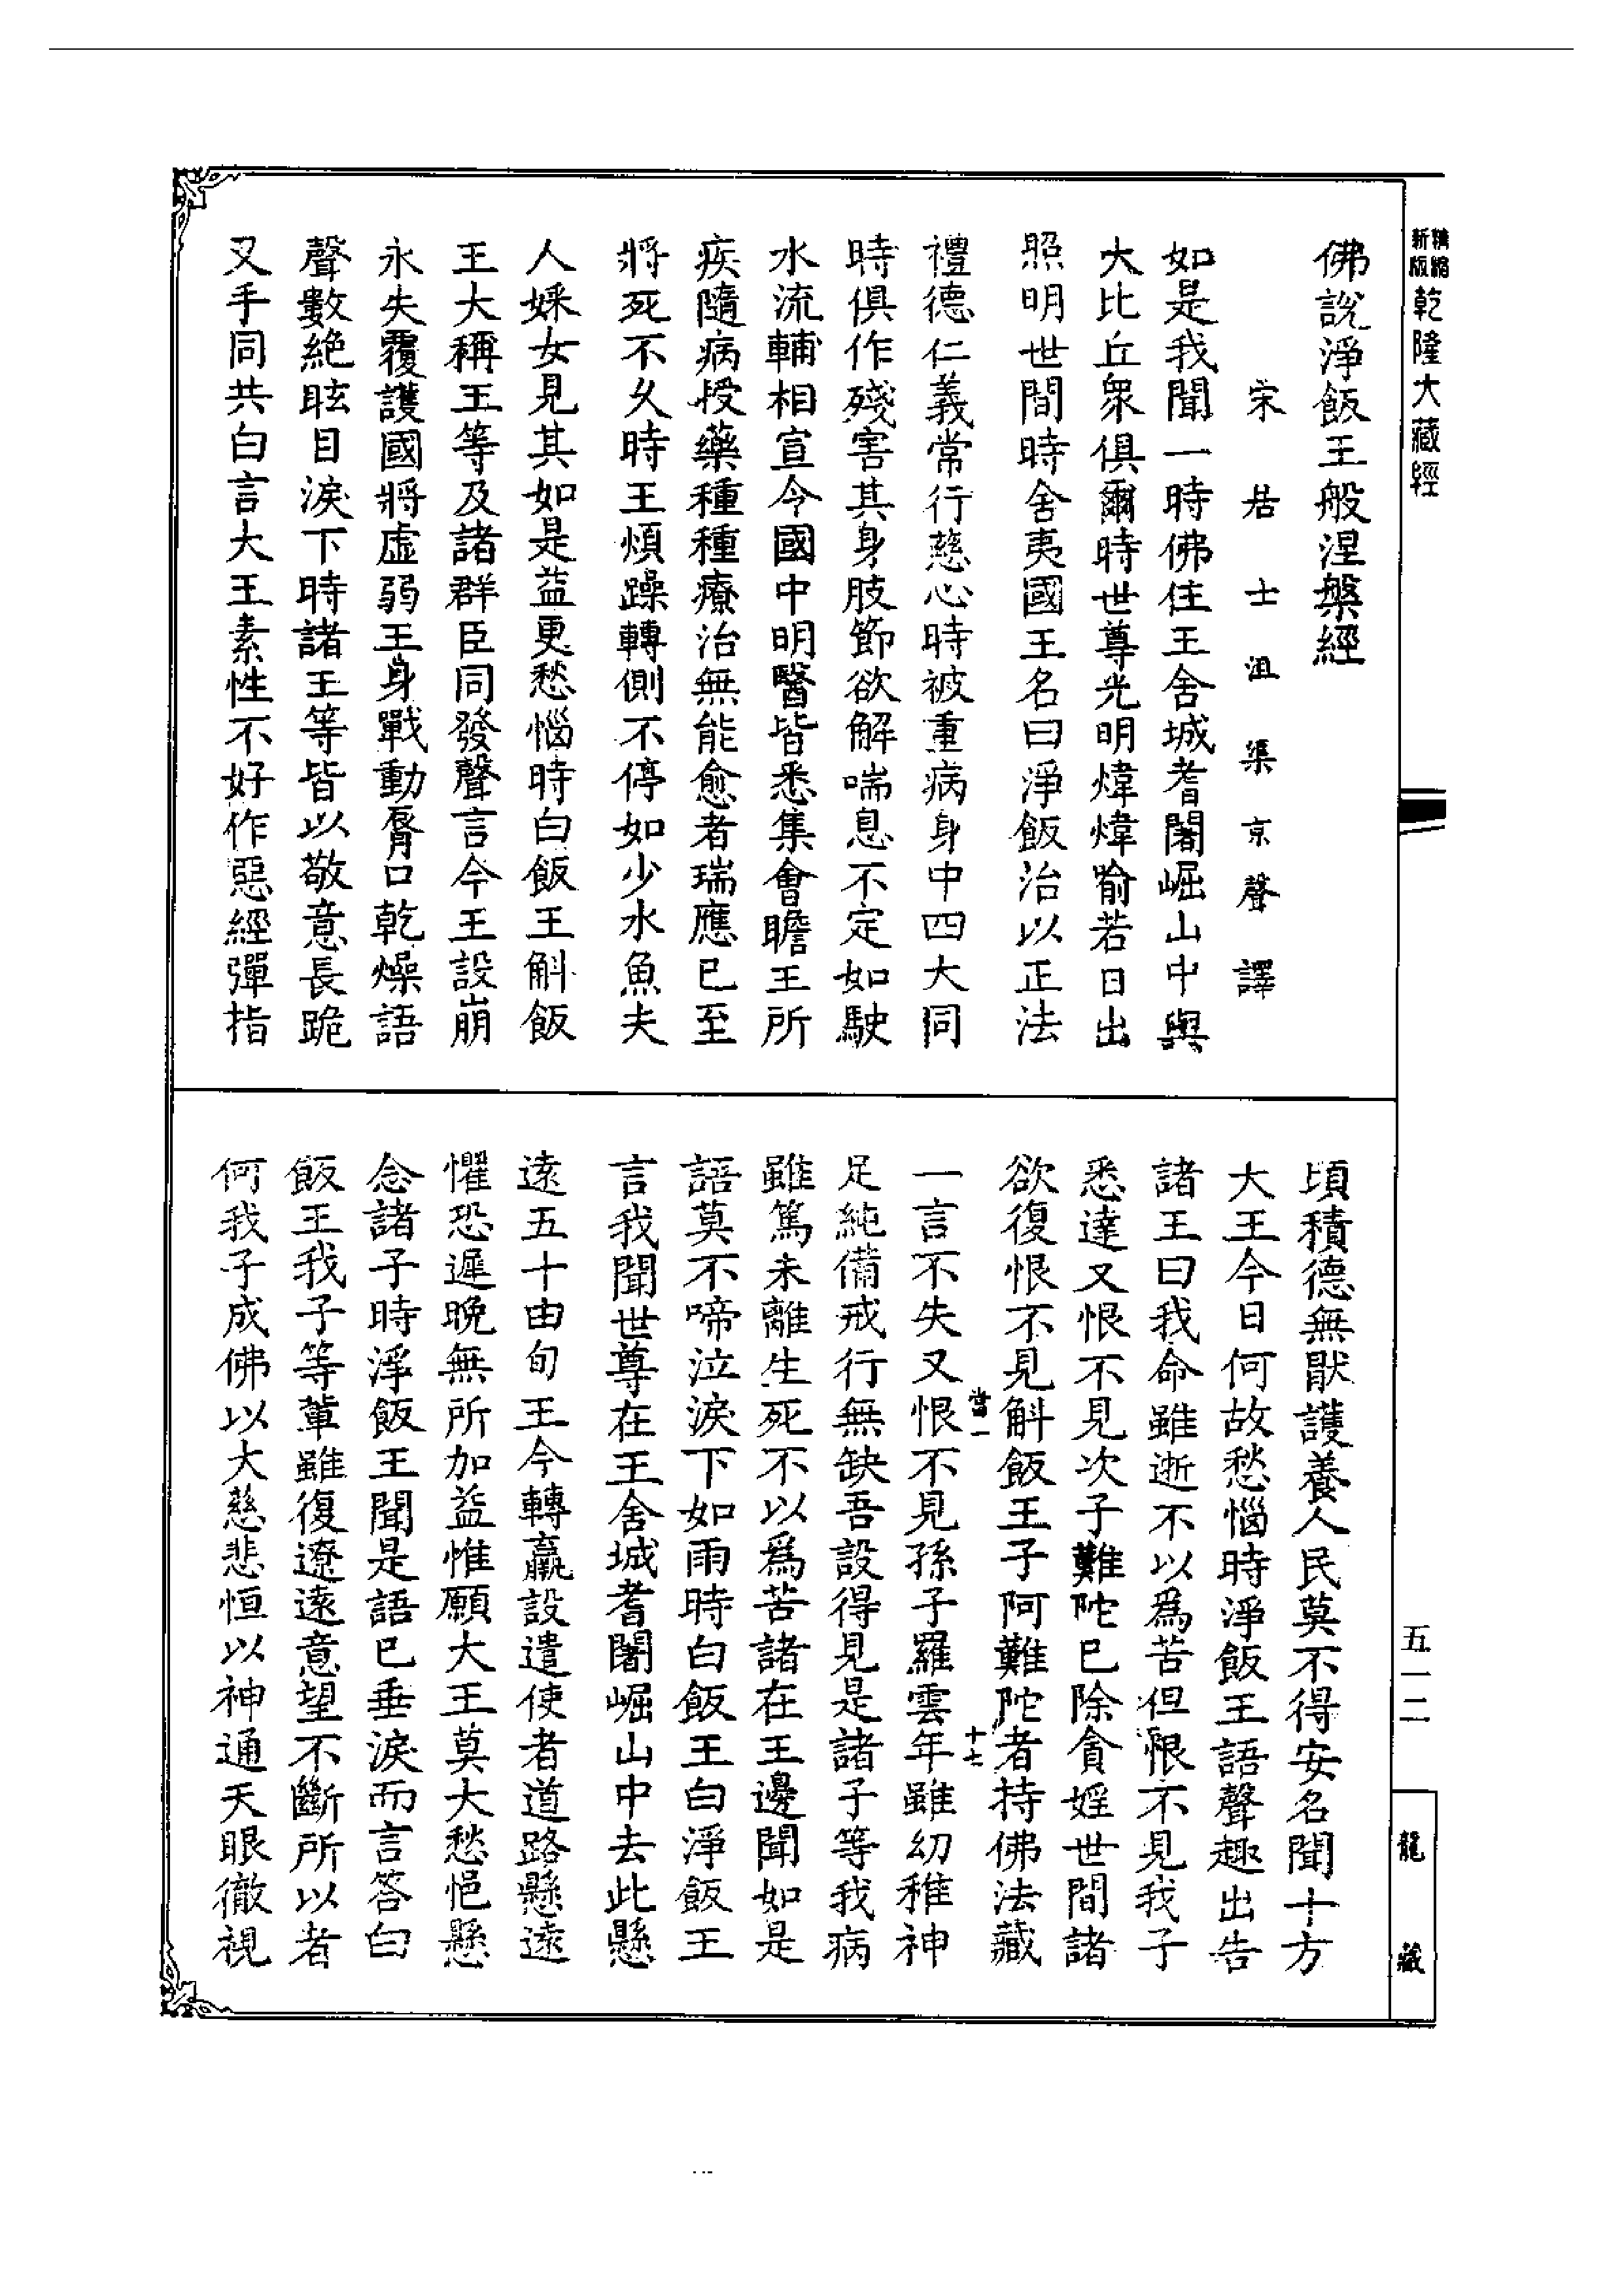 精縮新版乾隆大藏經
佛說淨飯王般涅槃經
宋居士沮渠京聲譯
如是我聞一時佛住王舍城耆闍崛山中與
大比丘衆俱爾時世尊光明煒煒喻若日出
照明世間時舍夷國王名曰淨飯治以正法
禮德仁義常行慈心時被重病身中四大同
時俱作殘害其身肢節欲解喘息不定如駛
水流輔相宣令國中明醫皆悉集會瞻王所
疾隨病授藥種種療治無能愈者瑞應已至
將死不久時王煩躁轉側不停如少水魚夫
人婇女見其如是益更愁惱時白飯王斛飯
王大稱王等及諸群臣同發聲言今王設崩
永失覆護國將虛弱王身戰動脣口乾燥語
聲數絕眩目淚下時諸王等皆以敬意長跪
叉手同共白言大王素性不好作惡經彈指
頃積德無猒護養人民莫不得安名聞十方
大王今日何故愁惱時淨飯王語聲趣出告
諸王曰我命雖逝不以爲苦但恨不見我子
悉達又恨不見次子難陀已除貪婬世間諸
欲復恨不見斛飯王子阿難陀者持佛法藏
一言不失又恨不見孫子羅雲年雖幼稚神
足純備戒行無缺吾設得見是諸子等我病
雖篤未離生死不以爲苦諸在王邊聞如是
語莫不啼泣淚下如雨時白飯王白淨飯王
言我聞世尊在王舍城耆闍崛山中去此懸
遠五十由旬王今轉羸設遣使者道路懸遠
懼恐遲晚無所加益惟願大王莫大愁悒懸
念諸子時淨飯王聞是語已垂淚而言答白
飯王我子等輩雖復遼遠意望不斷所以者
何我子成佛以大慈悲恒以神通天眼徹視
當一
十七
五一二
龍藏